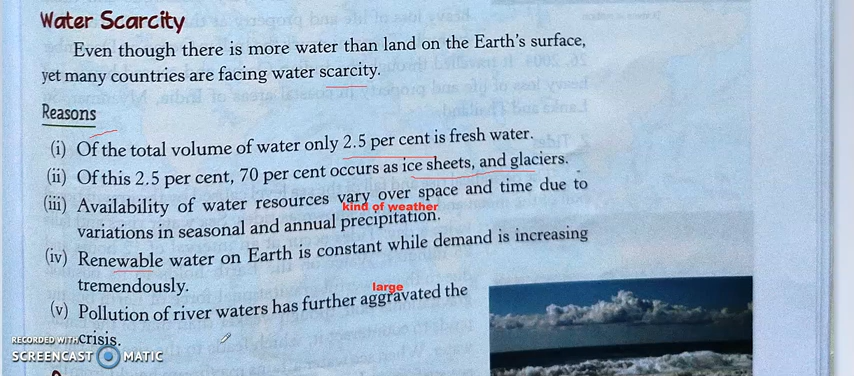 Water Scarcity
Even though there is more water than land on the Earth's surface,
yet many countries are facing water scarcity.
Reasons
(i) Of the total volume of water only 2.5 per cent is fresh water.
(ii) Of this 2.5 per cent, 70 per cent occurs as ice sheets, and glaciers.
(iii) Availability of water resources vary over space and time due to
kind of weather
variations in seasonal and annual precipitation.
(iv) Renewable water on Earth is constant while demand is increasing
tremendously.
large
(v) Pollution of river waters has further aggravated the
crisis.
RECORDED WITH
SCREENCAST MATIC